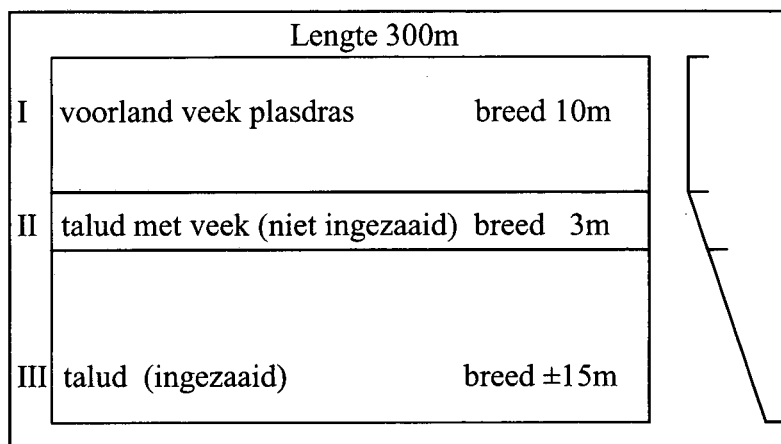 Lengte 300m
I voorland veek plasdras breed 10m
II talud met veek (niet ingezaaid) breed 3m
III talud (ingezaaid) breed ±15m